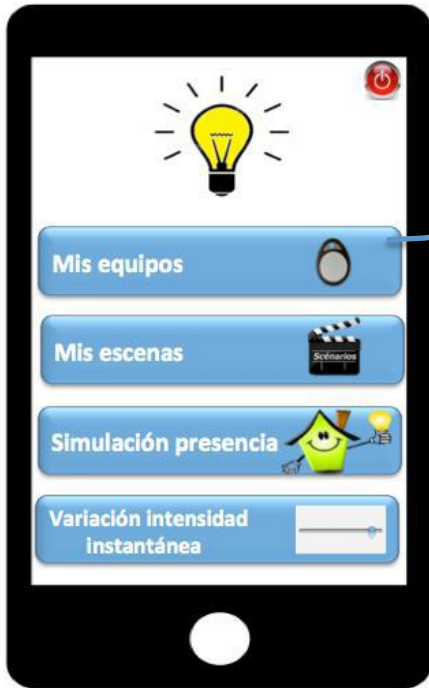 Mis equipos
Mis escenas
Scénarios
Simulación presencia
Variación intensidad
instantánea